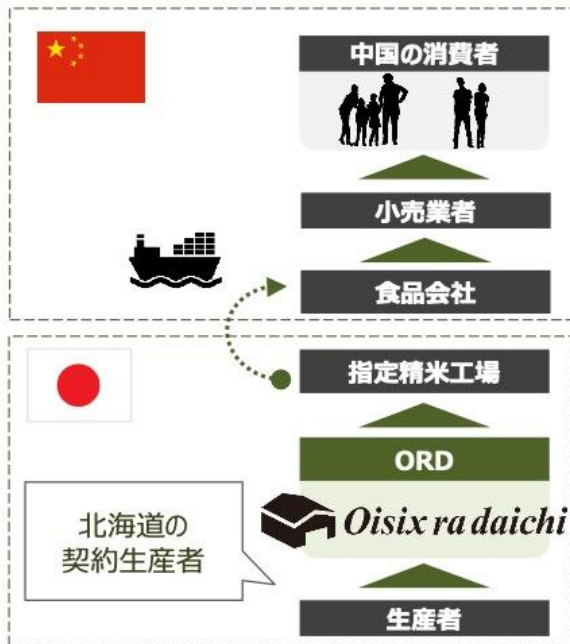 中国の消費者
小売業者
食品会社
指定精米工場
ORD
Oisix ra daichi
北海道の
契約生産者
生産者